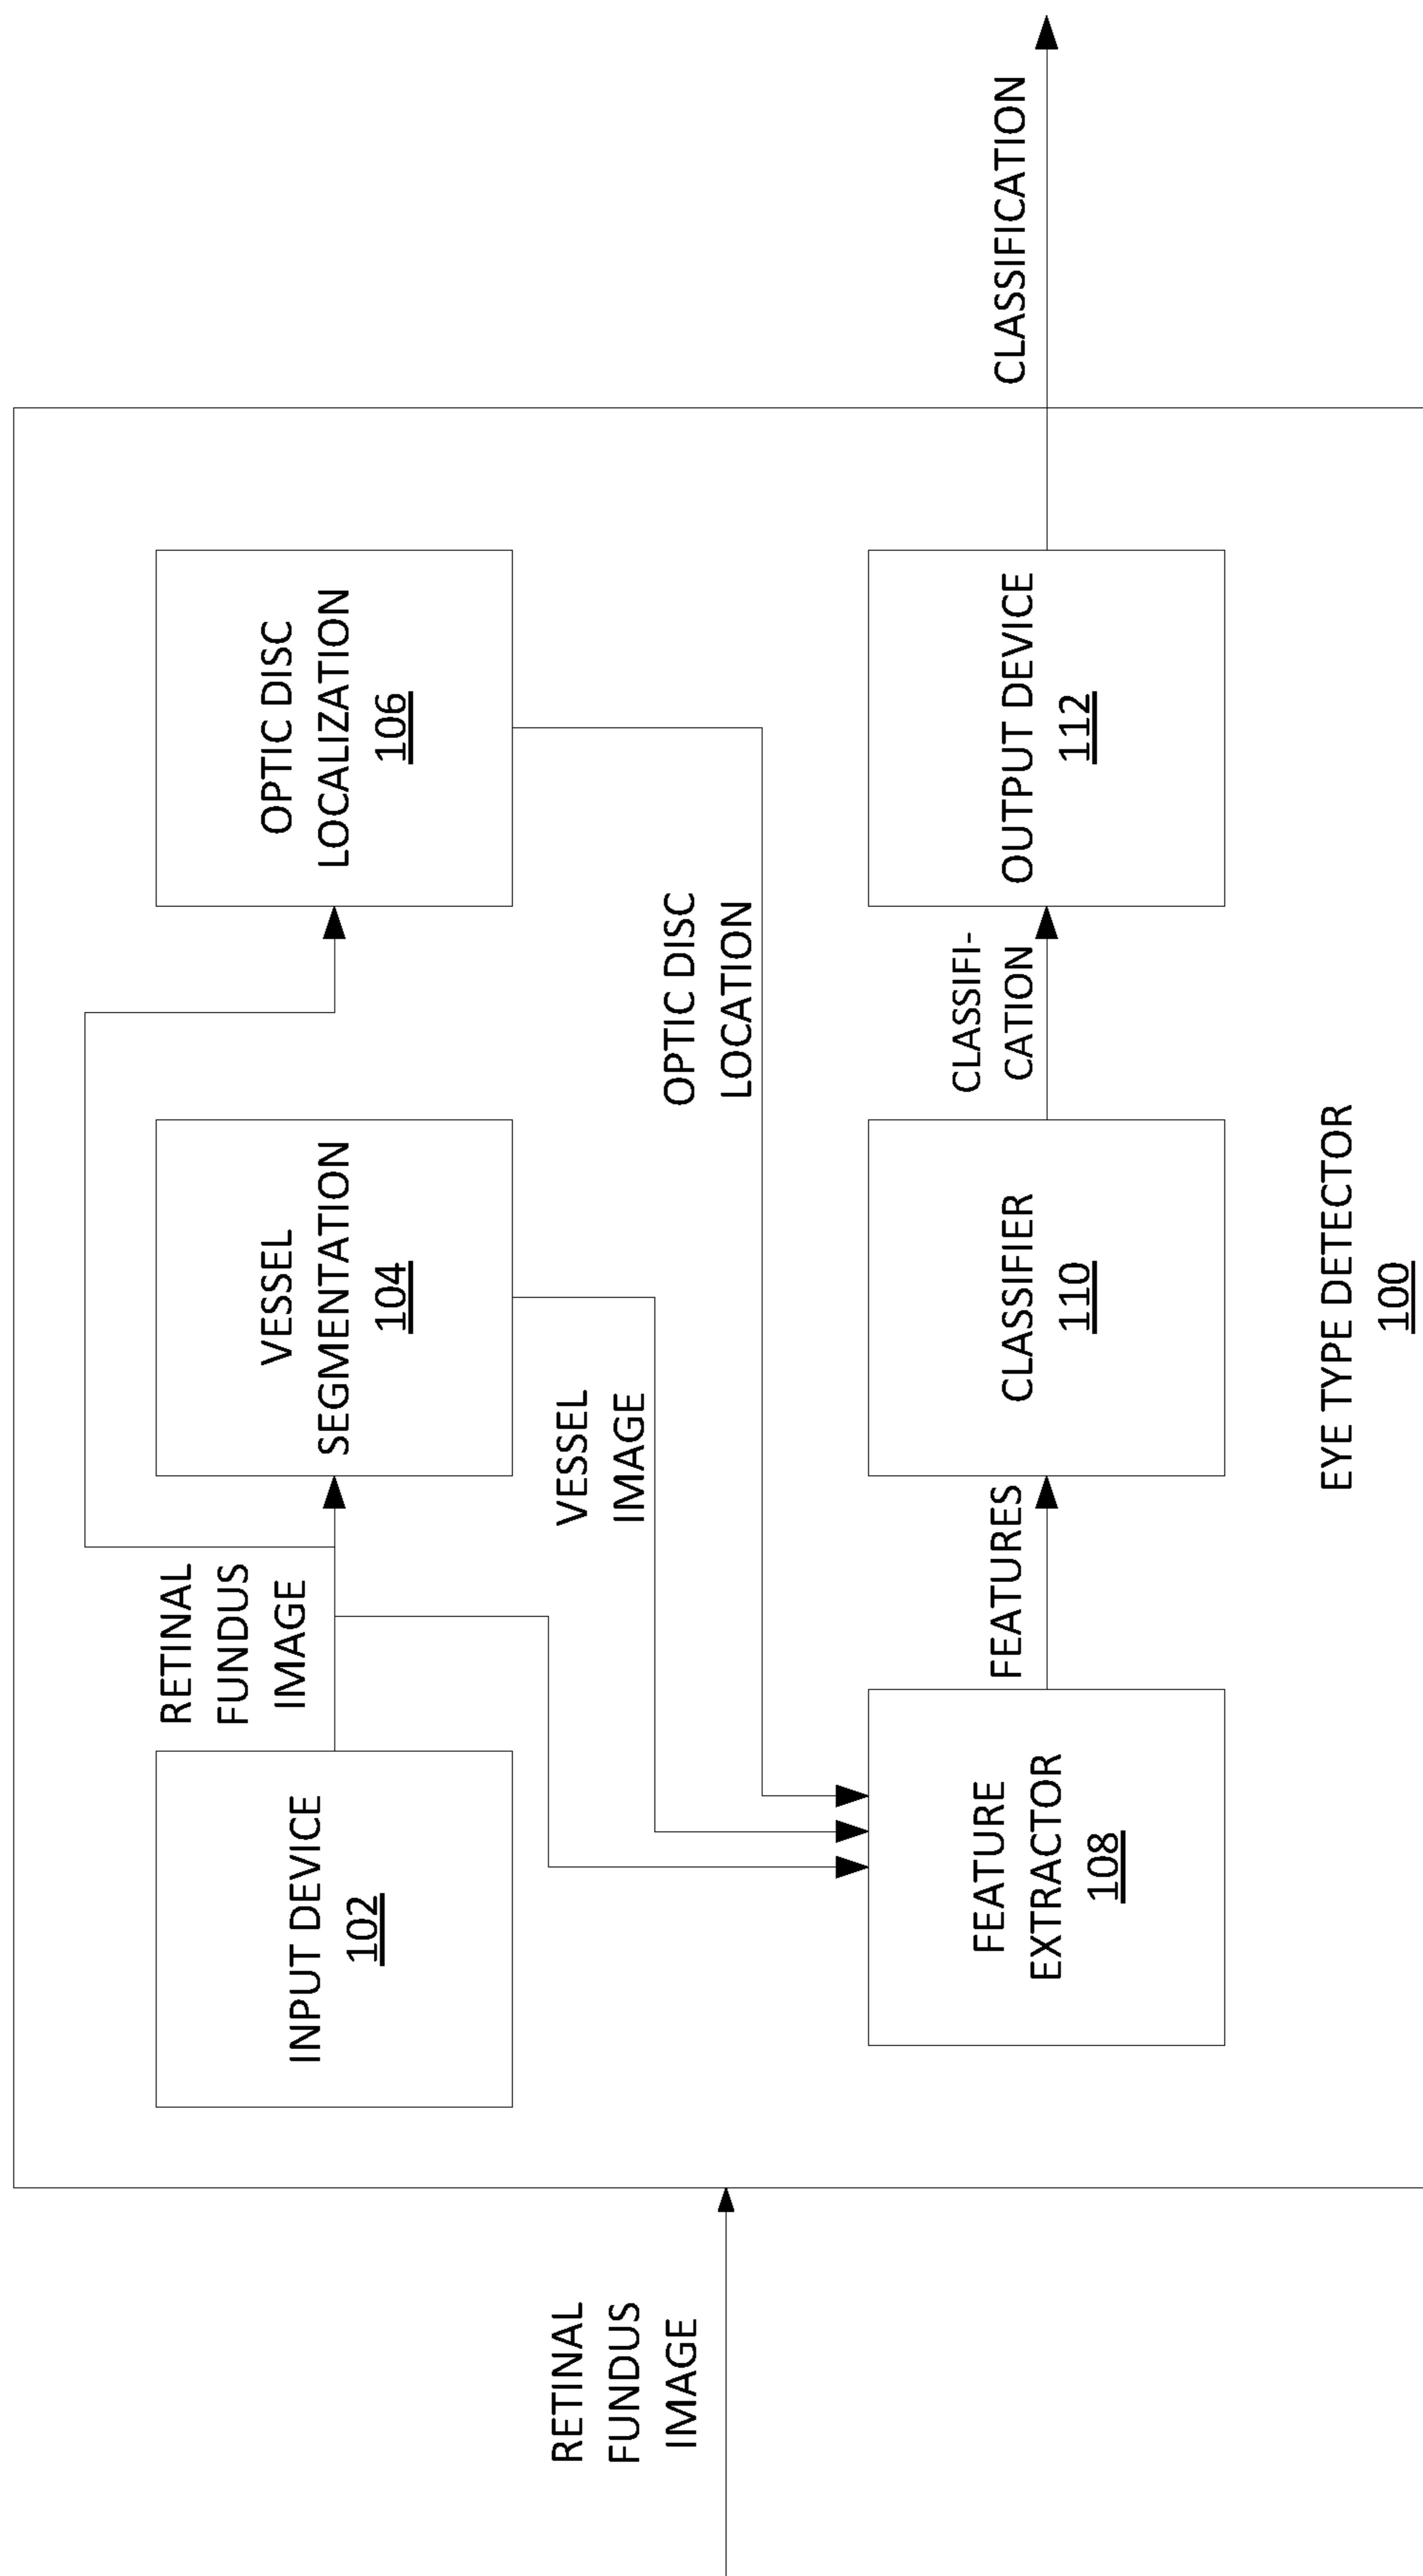 RETINAL
FUNDUS
IMAGE
INPUT DEVICE
102
RETINAL
FUNDUS
IMAGE
VESSEL
SEGMENTATION
104
OPTIC DISC
LOCALIZATION
106
VESSEL
IMAGE
OPTIC DISC
LOCATION
FEATURE
EXTRACTOR
108
FEATURES
CLASSIFIER
110
CLASSIFI-
CATION
OUTPUT DEVICE
112
CLASSIFICATION
EYE TYPE DETECTOR
100